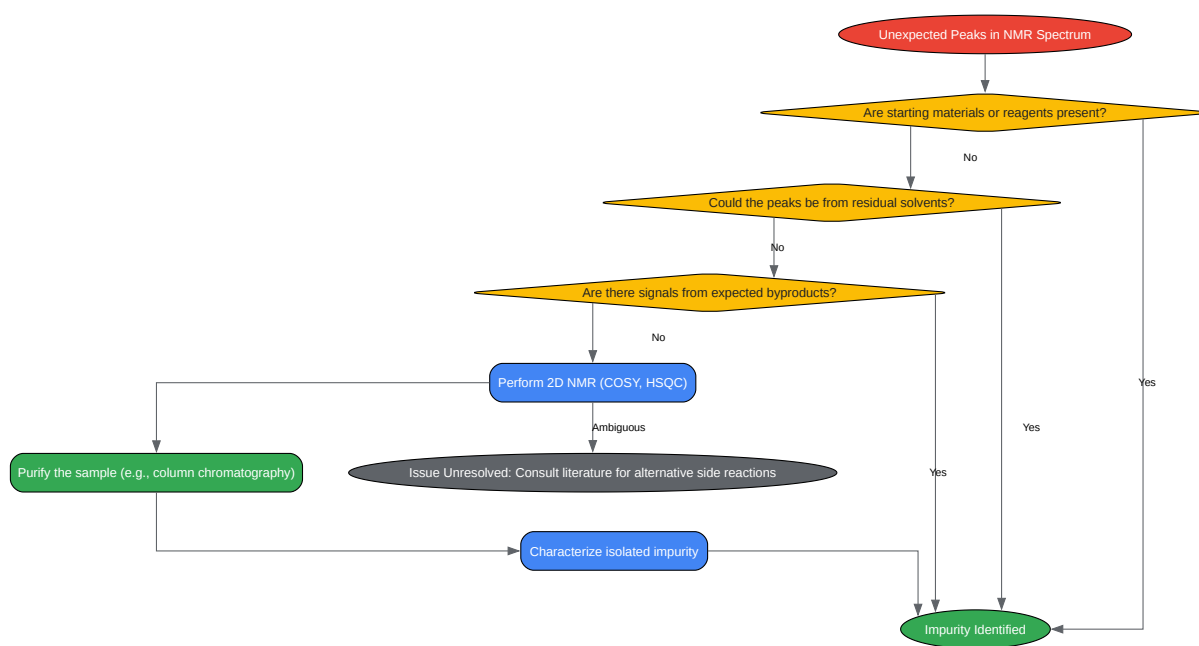 Unexpected Peaks in NMR Spectrum
Are starting materials or reagents present?
No
Could the peaks be from residual solvents?
No
Are there signals from expected byproducts?
No
Perform 2D NMR (COSY, HSQC)
Yes
Ambiguous
Yes
Purify the sample (e.g., column chromatography)
Issue Unresolved: Consult literature for alternative side reactions
Yes
Characterize isolated impurity
Impurity Identified